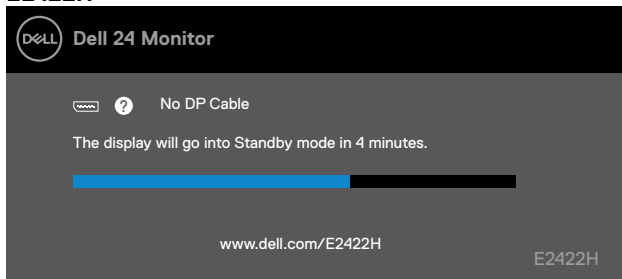 DELL Dell 24 Monitor
? No DP Cable
The display will go into Standby mode in 4 minutes.
www.dell.com/E2422H
E2422H